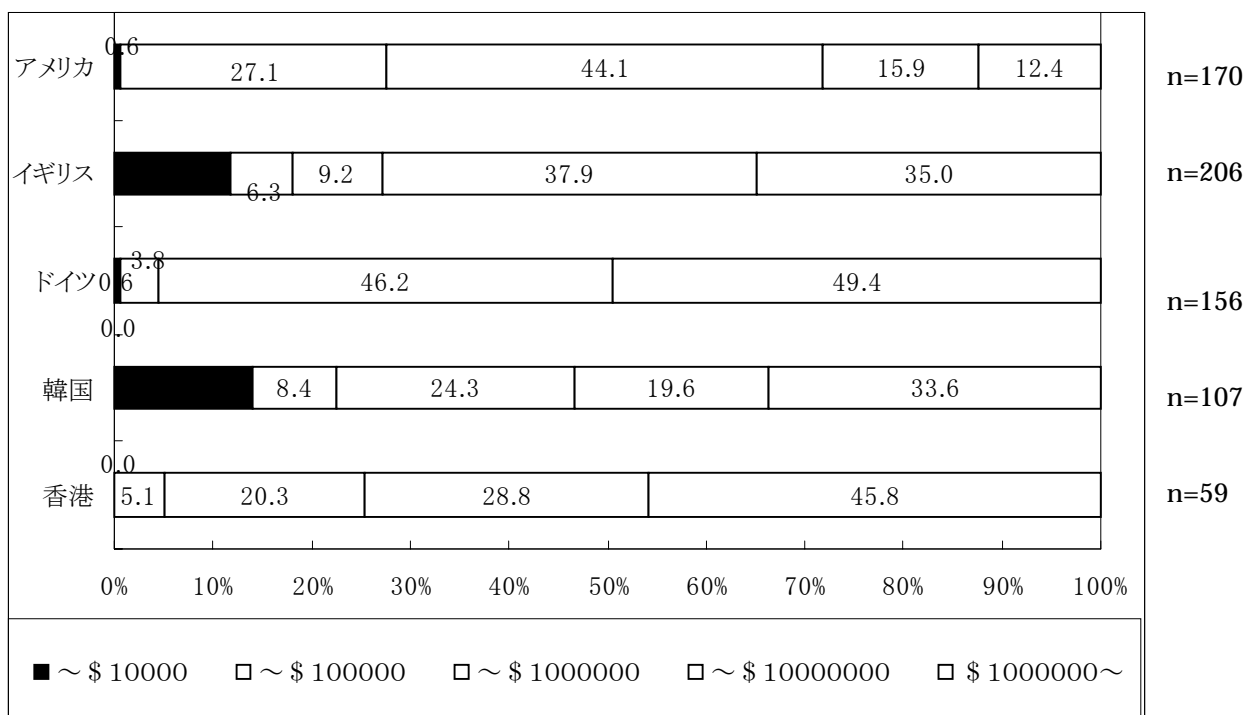 0.6
アメリカ 27.1 44.1 15.9 12.4 n=170
イギリス 6.3 9.2 37.9 35.0 n=206
3.8
ドイツ 0.6 46.2 49.4 n=156
0.0
韓国 8.4 24.3 19.6 33.6 n=107
0.0
香港 5.1 20.3 28.8 45.8 n=59
0% 10% 20% 30% 40% 50% 60% 70% 80% 90% 100%
■～＄10000 □～＄100000 □～＄1000000 □～＄10000000 □＄1000000～